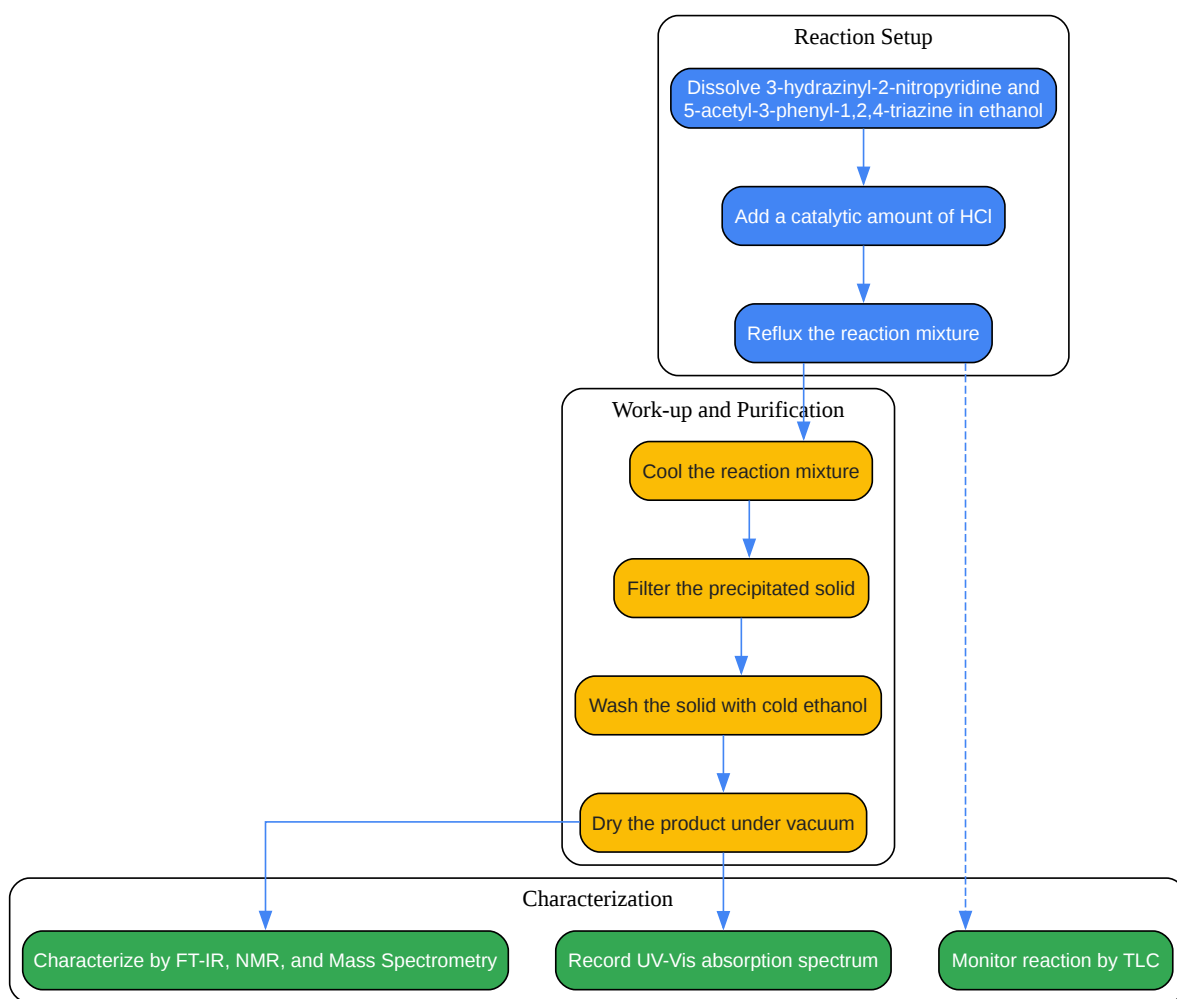 Reaction Setup
Dissolve 3-hydrazinyl-2-nitropyridine and
5-acetyl-3-phenyl-1,2,4-triazine in ethanol
Add a catalytic amount of HCl
Reflux the reaction mixture
Work-up and Purification
Cool the reaction mixture
Filter the precipitated solid
Wash the solid with cold ethanol
Dry the product under vacuum
Characterization
Characterize by FT-IR, NMR, and Mass Spectrometry
Record UV-Vis absorption spectrum
Monitor reaction by TLC